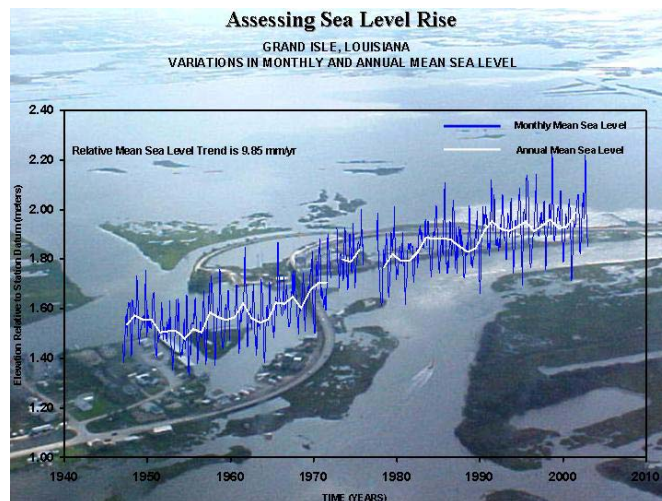 Assessing Sea Level Rise
GRAND ISLE, LOUISIANA
VARIATIONS IN MONTHLY AND ANNUAL MEAN SEA LEVEL
Monthly Mean Sea Level
Annual Mean Sea Level
Relative Mean Sea Level Trend is 9.85 mm/yr
Elevation Relative to Station Datum (meters)
2.40
2.20
2.00
1.80
1.60
1.40
1.20
1.00
1940 1950 1960 1970 1980 1990 2000 2010
TIME (YEARS)